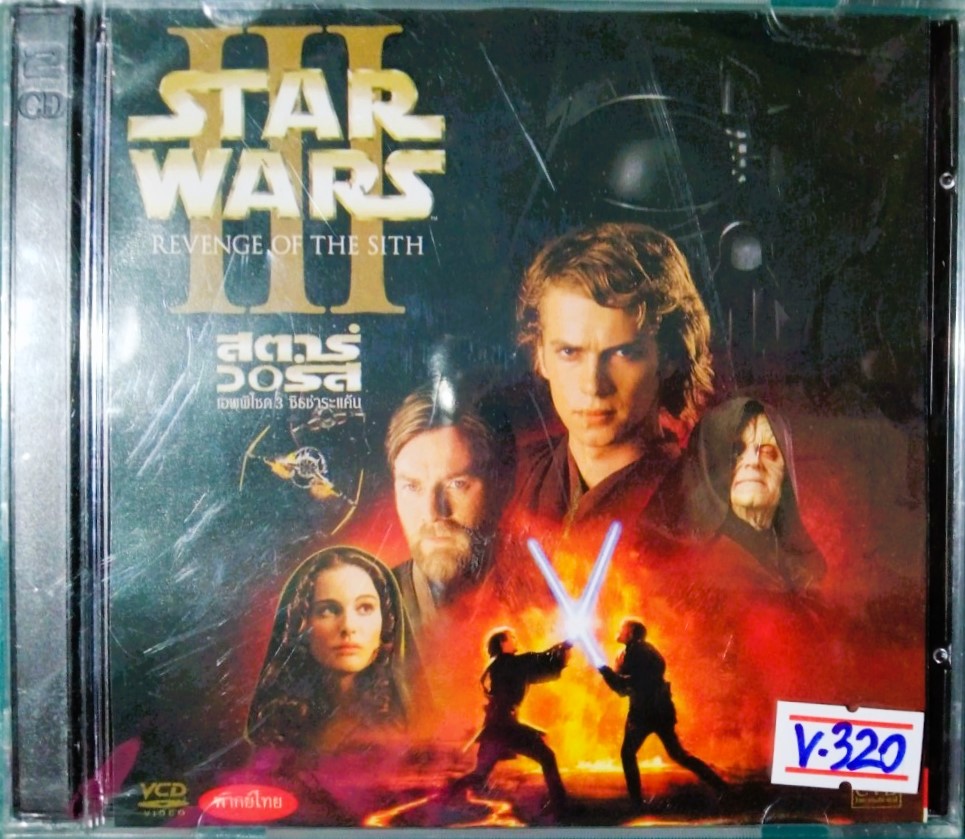 CD
III
STAR
WARS
REVENGE OF THE SITH
สตาร์
วอร์ส
เอพพิโซด 3 ซิธชำระแค้น
VCD
VIDEO
พากย์ไทย
V.320